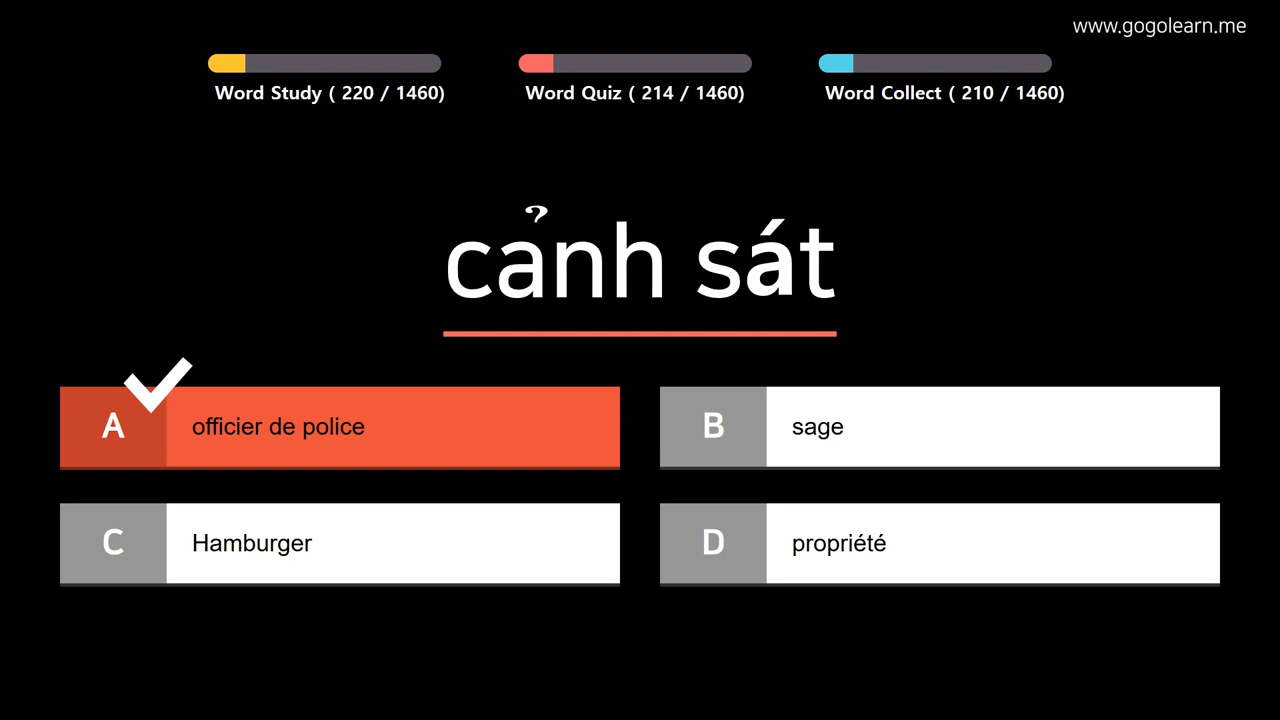 www.gogolearn.me
Word Study ( 220 / 1460)
Word Quiz ( 214 / 1460)
Word Collect ( 210 / 1460)
cảnh sát
A officier de police
B sage
C Hamburger
D propriété